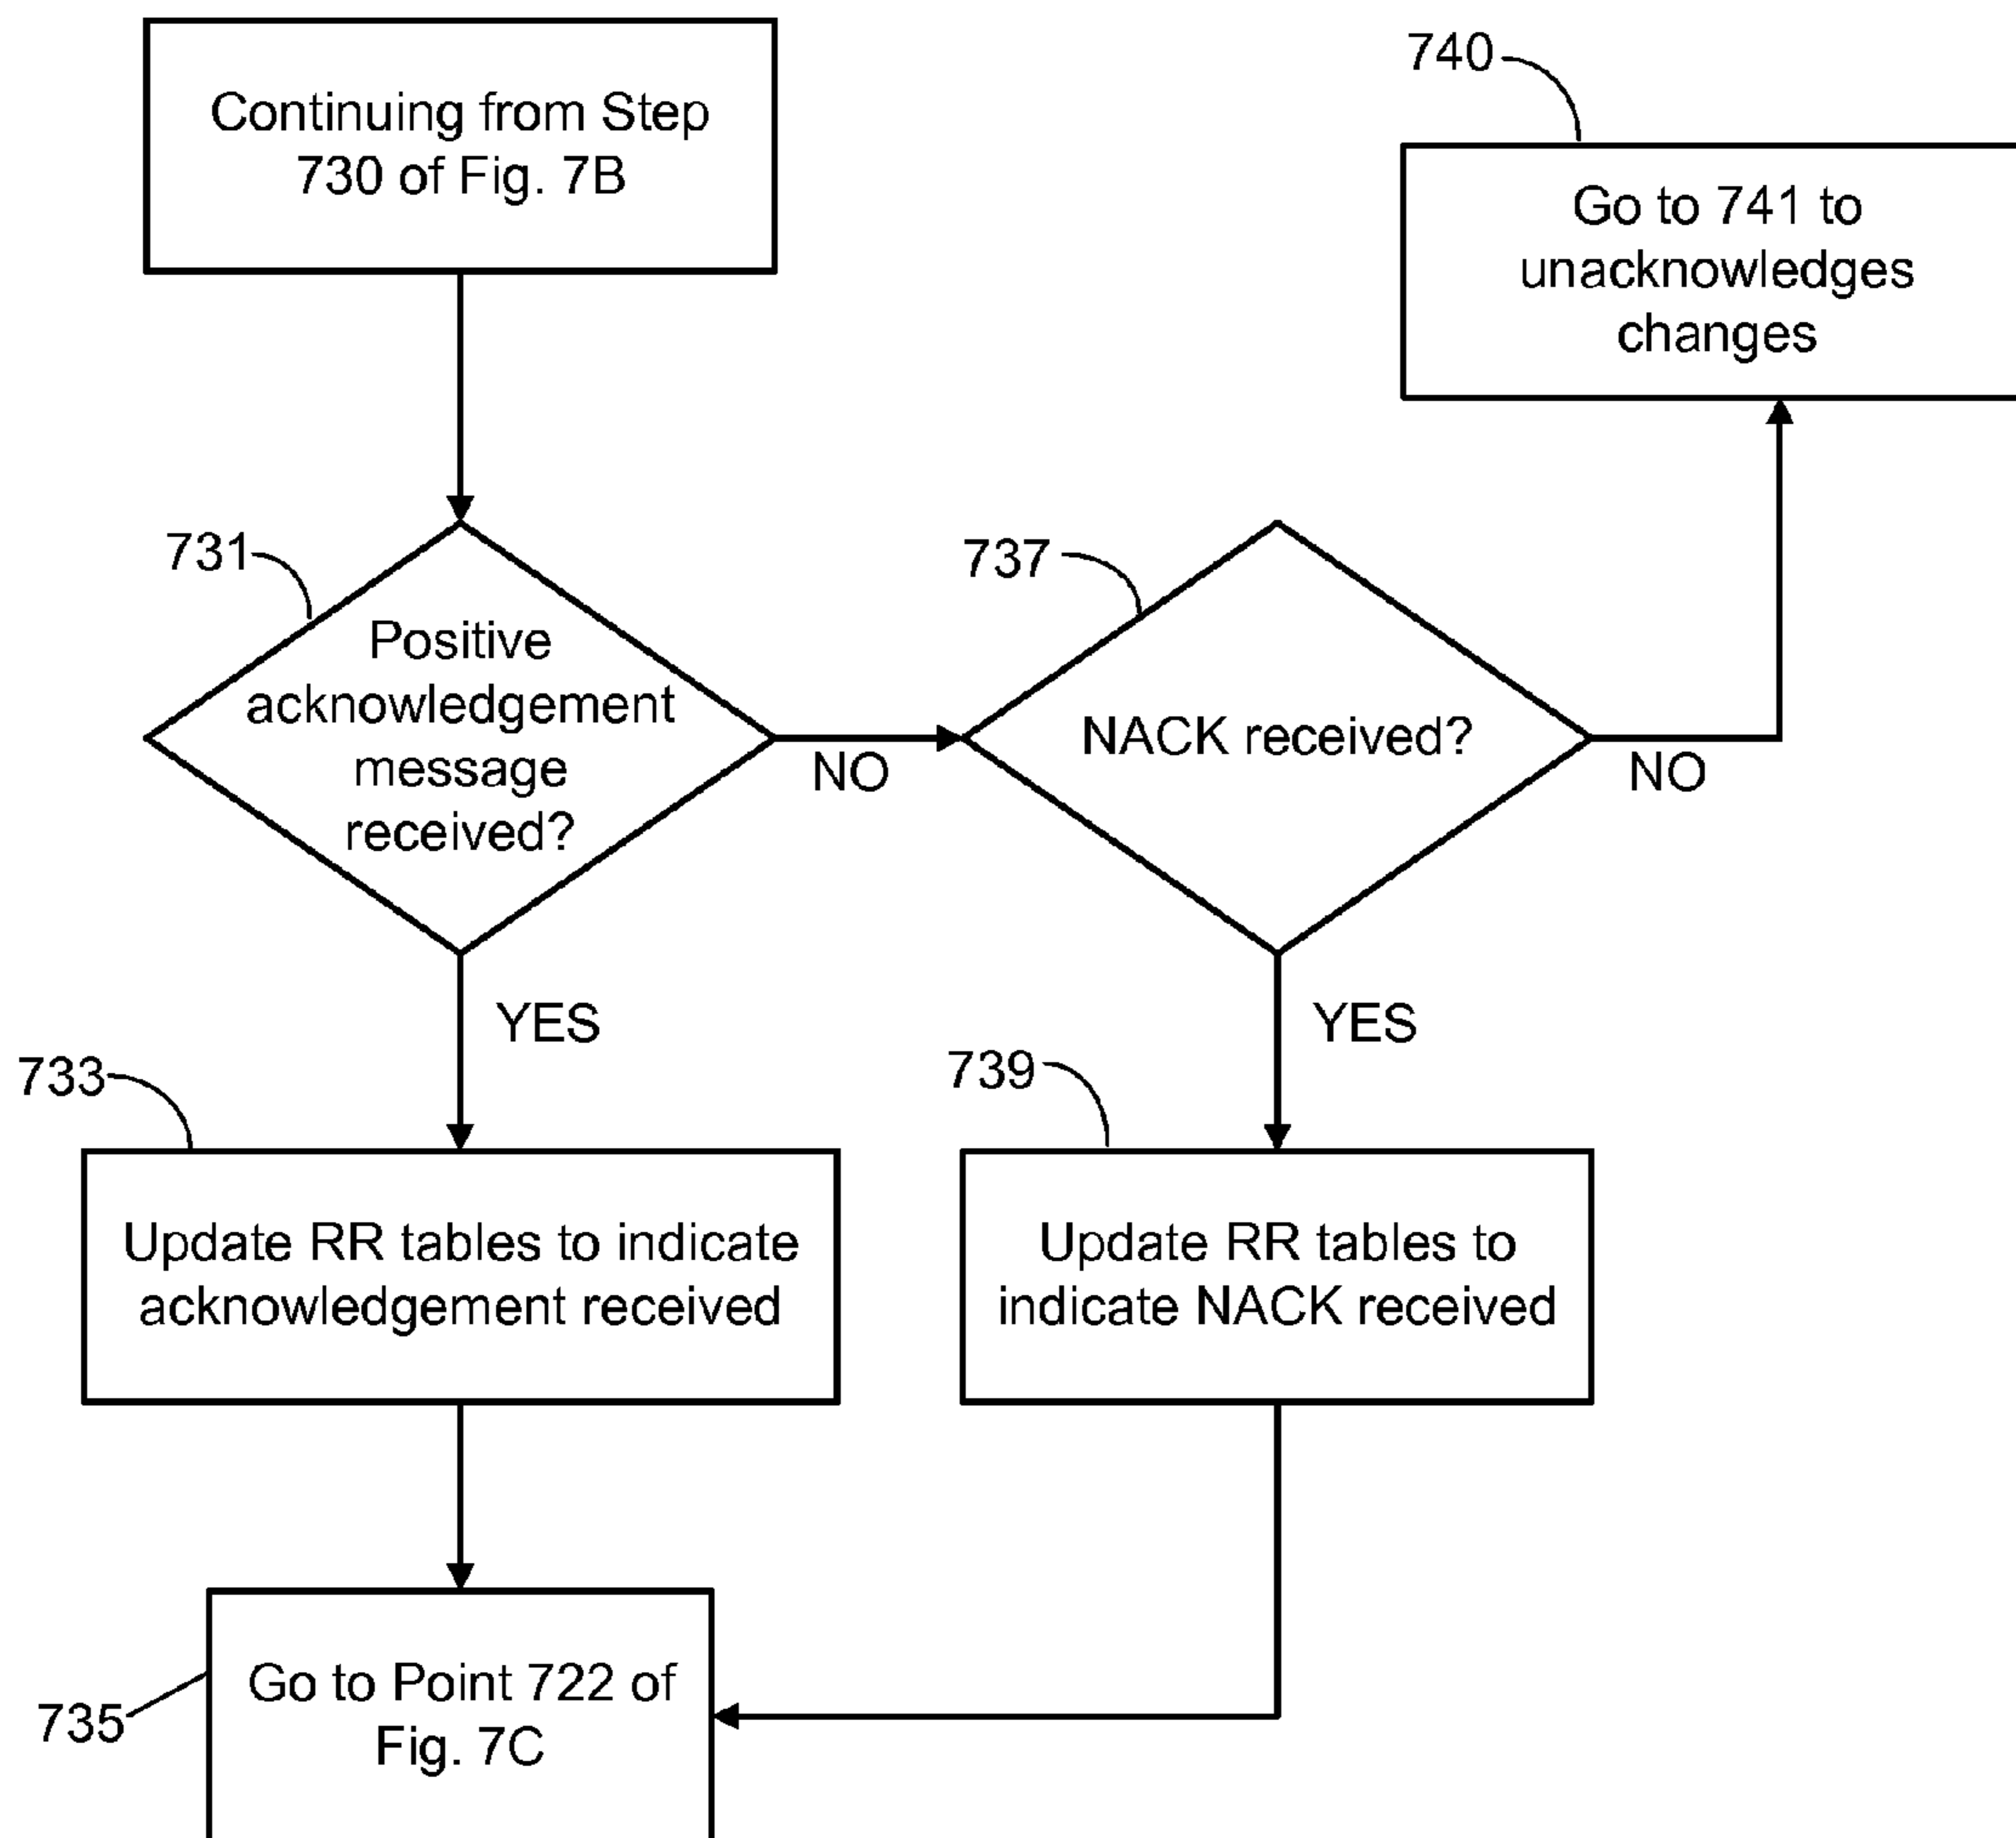 Continuing from Step
730 of Fig. 7B
740
Go to 741 to
unacknowledges
changes
731
Positive
acknowledgement
message
received?
NO
737
NACK received?
NO
YES
YES
733
Update RR tables to indicate
acknowledgement received
739
Update RR tables to
indicate NACK received
735
Go to Point 722 of
Fig. 7C